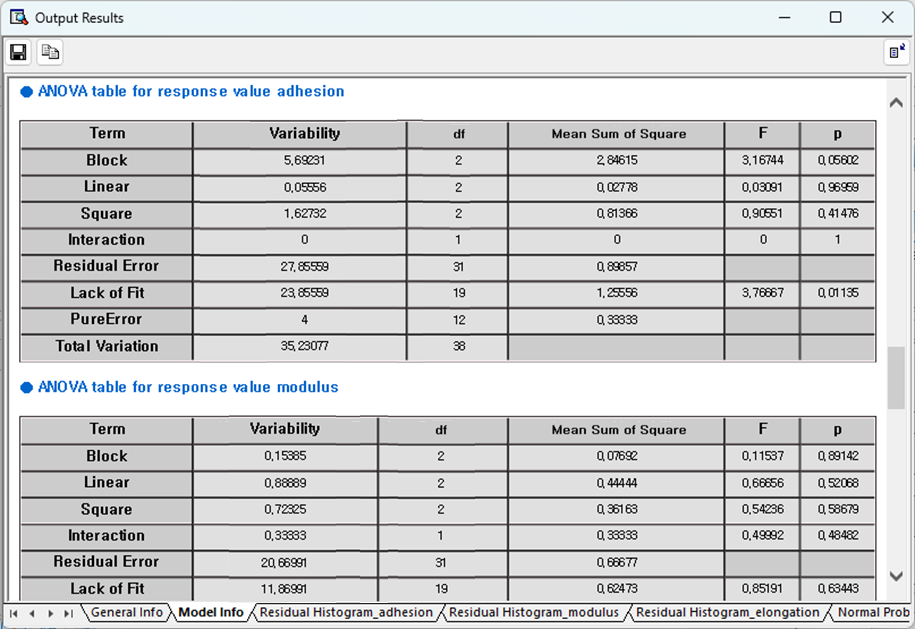 Output Results
ANOVA table for response value adhesion
Term Variability df Mean Sum of Square F p
Block 5,69231 2 2,84615 3,16744 0,05602
Linear 0,05556 2 0,02778 0,03091 0,96959
Square 1,62732 2 0,81366 0,90551 0,41476
Interaction 0 1 0 0 1
Residual Error 27,85559 31 0,89857
Lack of Fit 23,85559 19 1,25556 3,76667 0,01135
PureError 4 12 0,33333
Total Variation 35,23077 38
ANOVA table for response value modulus
Term Variability df Mean Sum of Square F p
Block 0,15385 2 0,07692 0,11537 0,89142
Linear 0,88889 2 0,44444 0,66656 0,52068
Square 0,72325 2 0,36163 0,54236 0,58679
Interaction 0,33333 1 0,33333 0,49992 0,48482
Residual Error 20,66991 31 0,66677
Lack of Fit 11,86991 19 0,62473 0,85191 0,63443
General Info Model Info Residual Histogram_adhesion Residual Histogram_modulus Residual Histogram_elongation Normal Prob